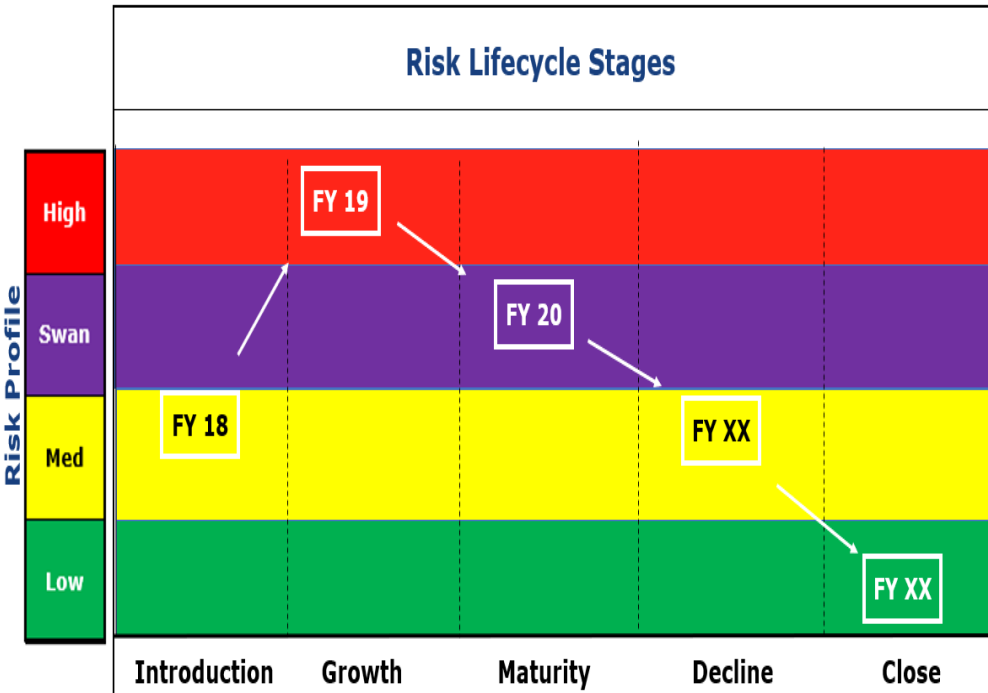 Risk Lifecycle Stages
Risk Profile
High
FY 19
Swan
FY 20
Med
FY 18
FY XX
Low
FY XX
Introduction Growth Maturity Decline Close